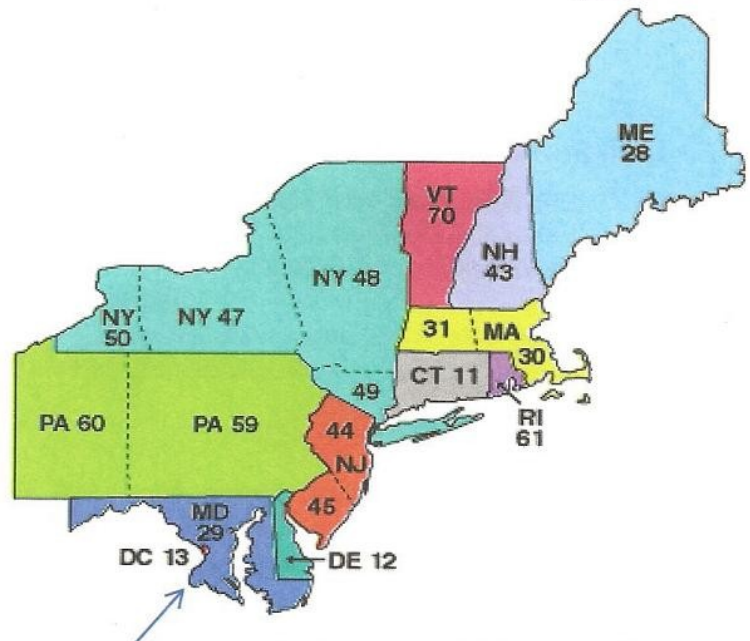 ME
28
VT
70
NH
43
NY 48
NY
50
NY 47
31
MA
30
CT 11
49
RI
61
PA 60
PA 59
44
NJ
45
MD
29
DC 13
DE 12